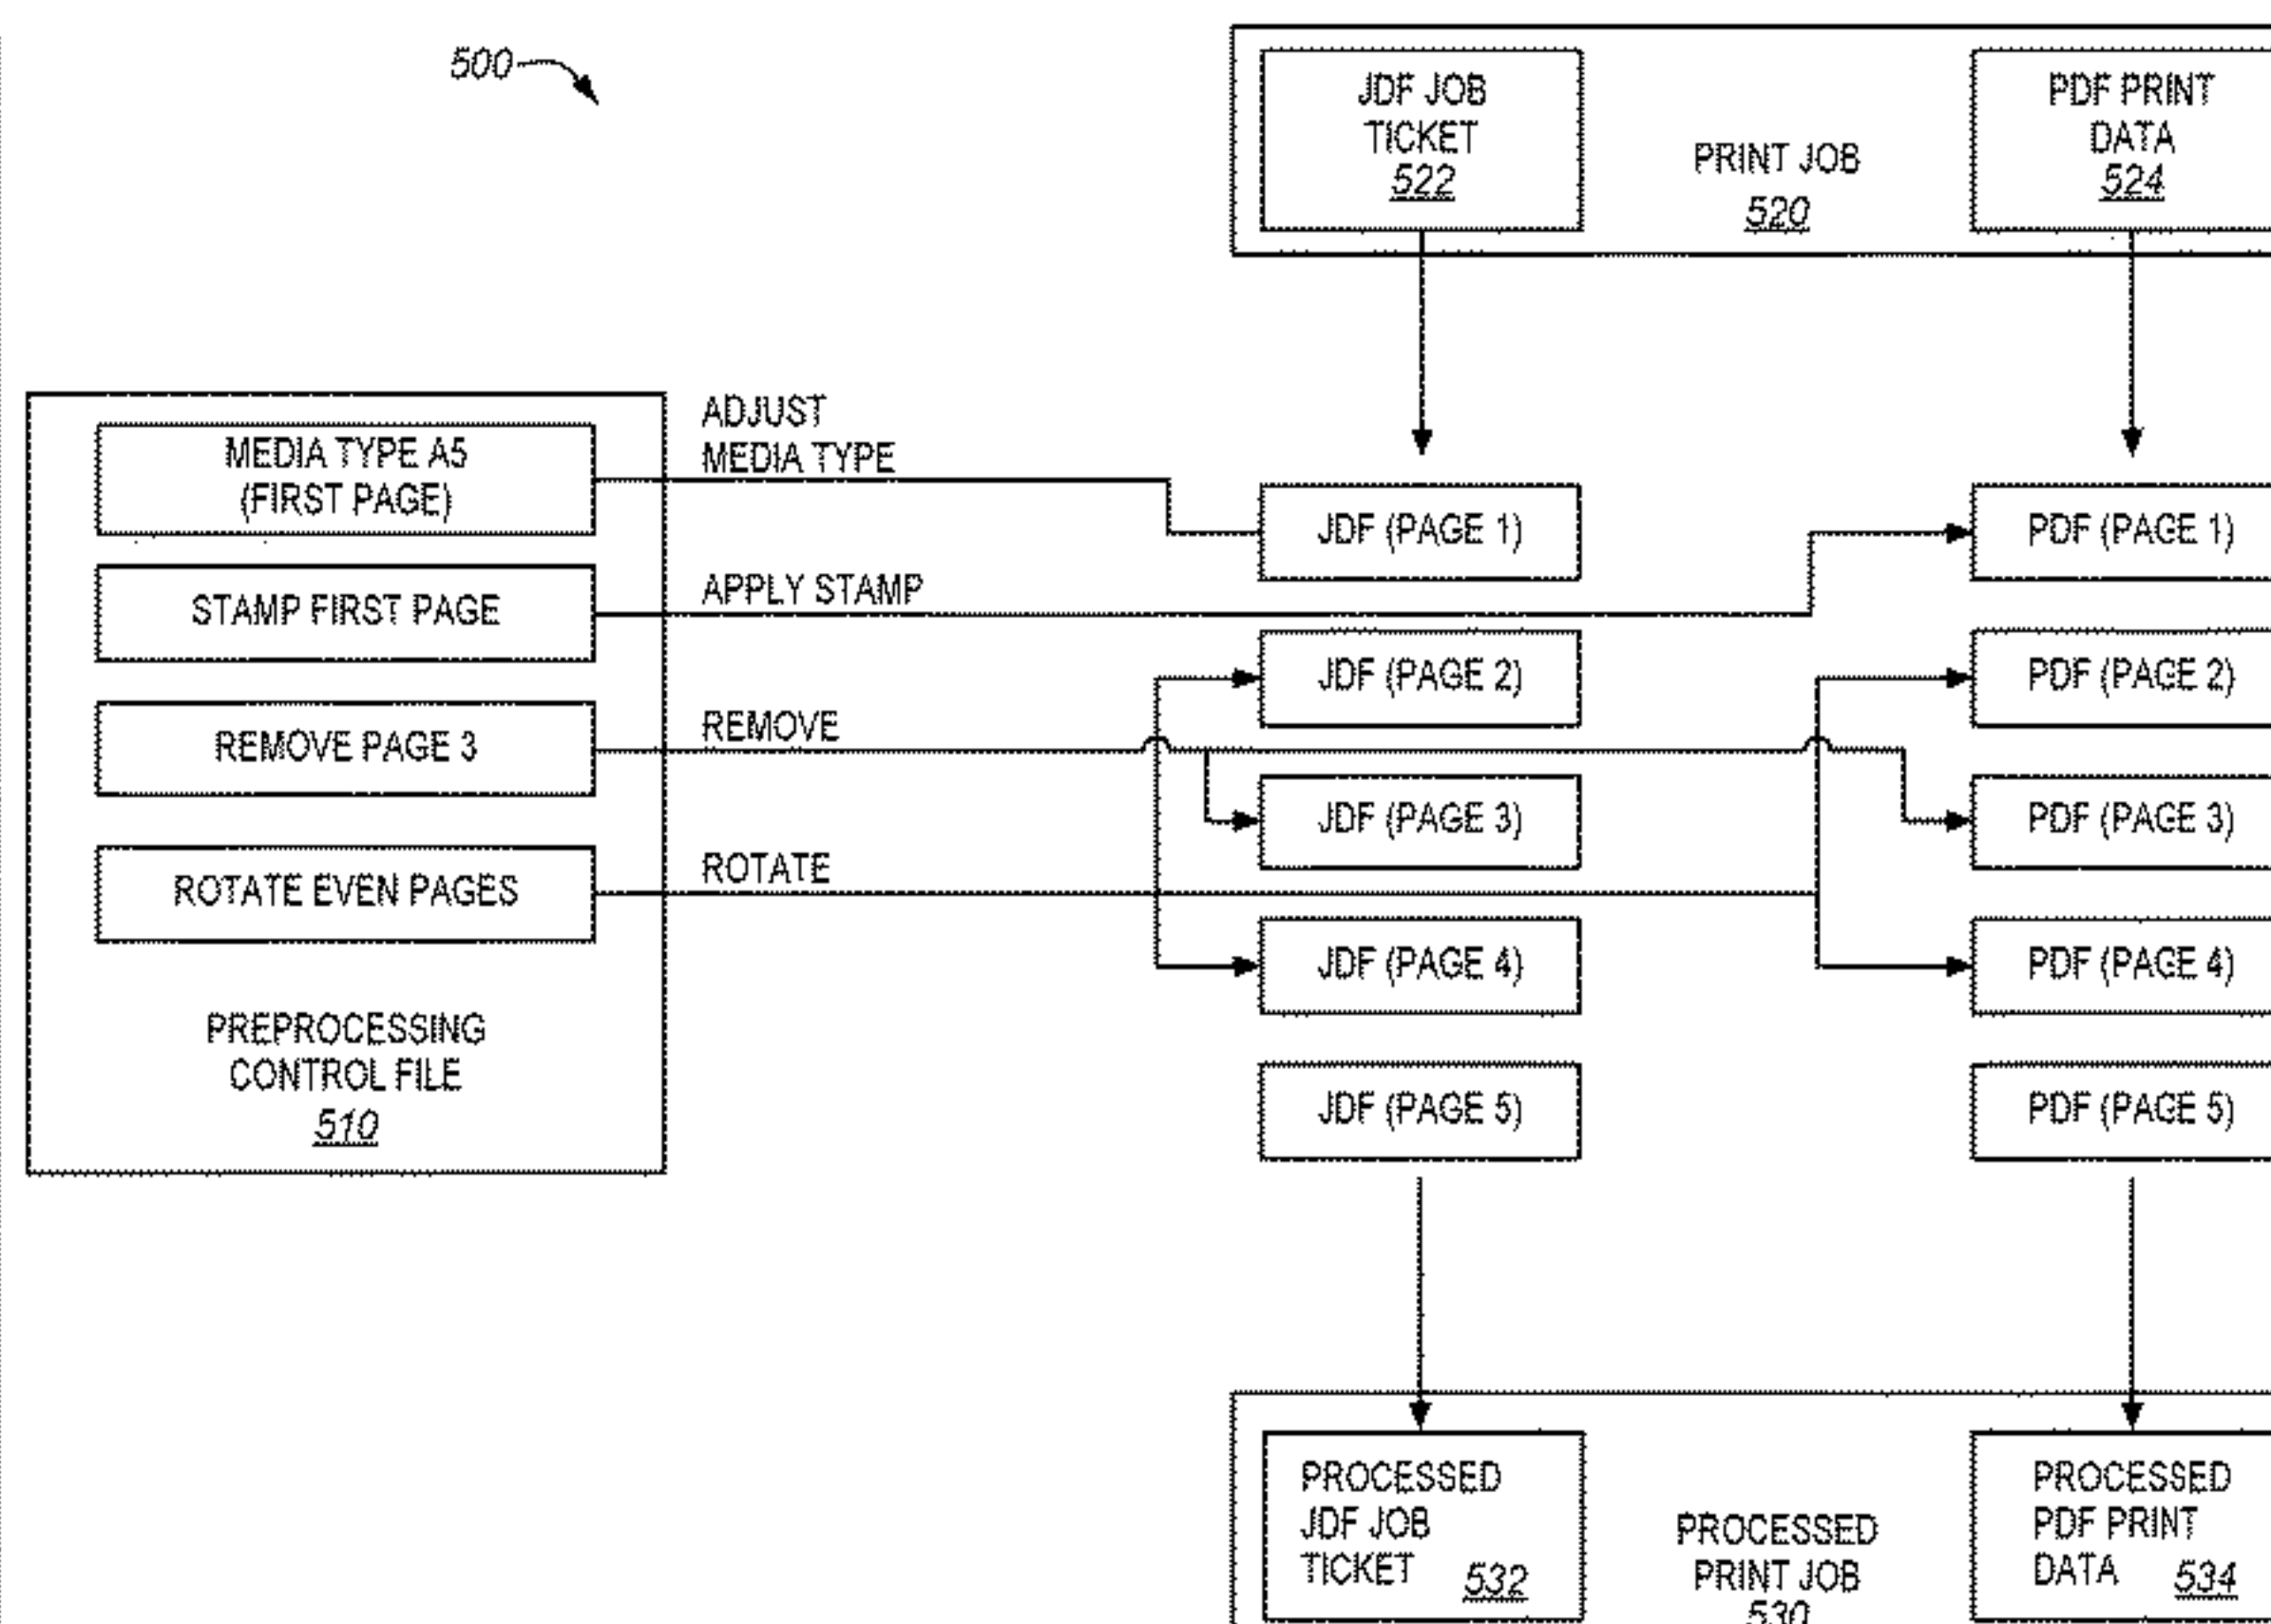 500
JDF JOB
TICKET
522
PRINT JOB
520
PDF PRINT
DATA
524
MEDIA TYPE A5
(FIRST PAGE)
STAMP FIRST PAGE
REMOVE PAGE 3
ROTATE EVEN PAGES
PREPROCESSING
CONTROL FILE
510
ADJUST
MEDIA TYPE
APPLY STAMP
REMOVE
ROTATE
JDF (PAGE 1)
JDF (PAGE 2)
JDF (PAGE 3)
JDF (PAGE 4)
JDF (PAGE 5)
PDF (PAGE 1)
PDF (PAGE 2)
PDF (PAGE 3)
PDF (PAGE 4)
PDF (PAGE 5)
PROCESSED
JDF JOB
TICKET 532
PROCESSED
PRINT JOB
530
PROCESSED
PDF PRINT
DATA 534